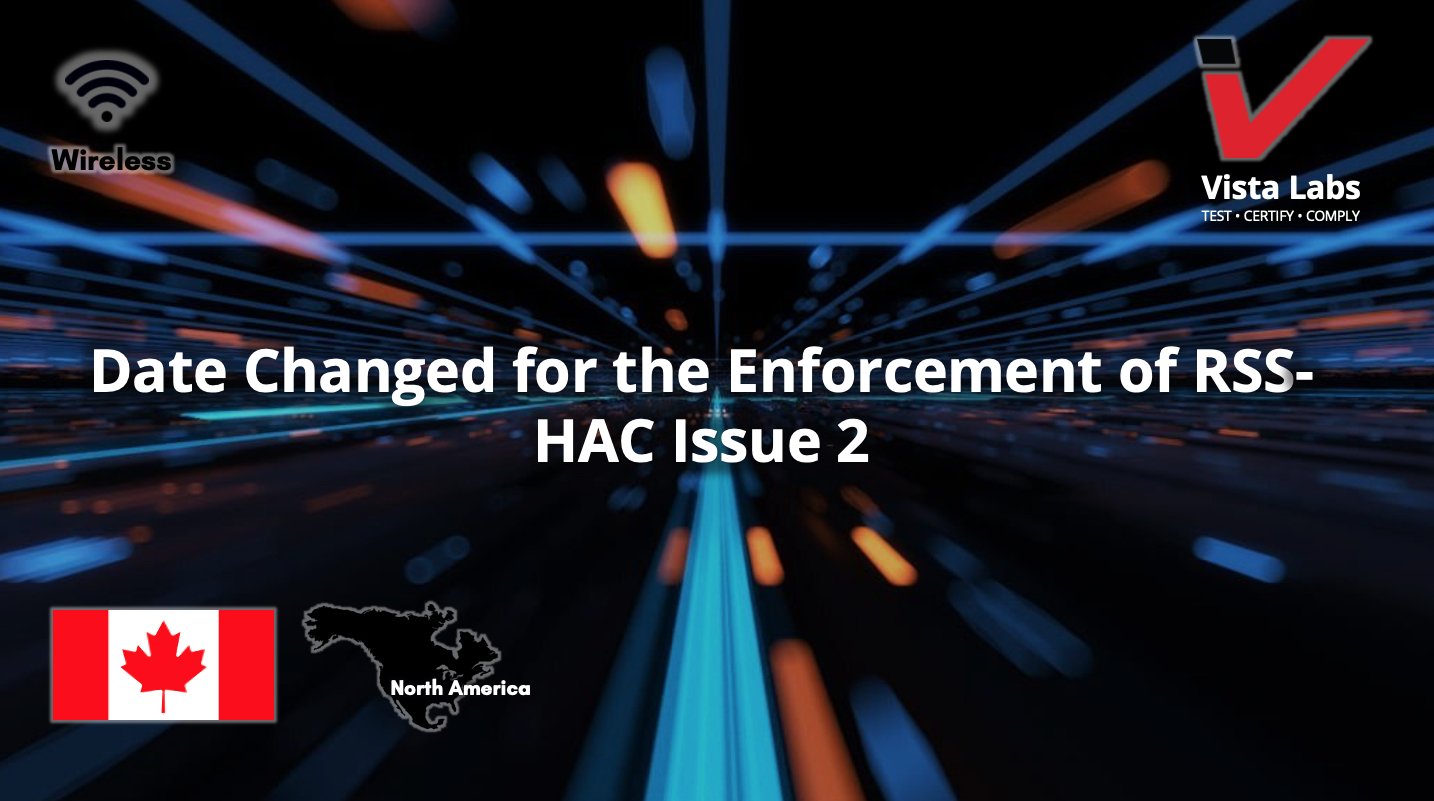 Wireless
Vista Labs
TEST • CERTIFY • COMPLY
Date Changed for the Enforcement of RSS-
HAC Issue 2
North America